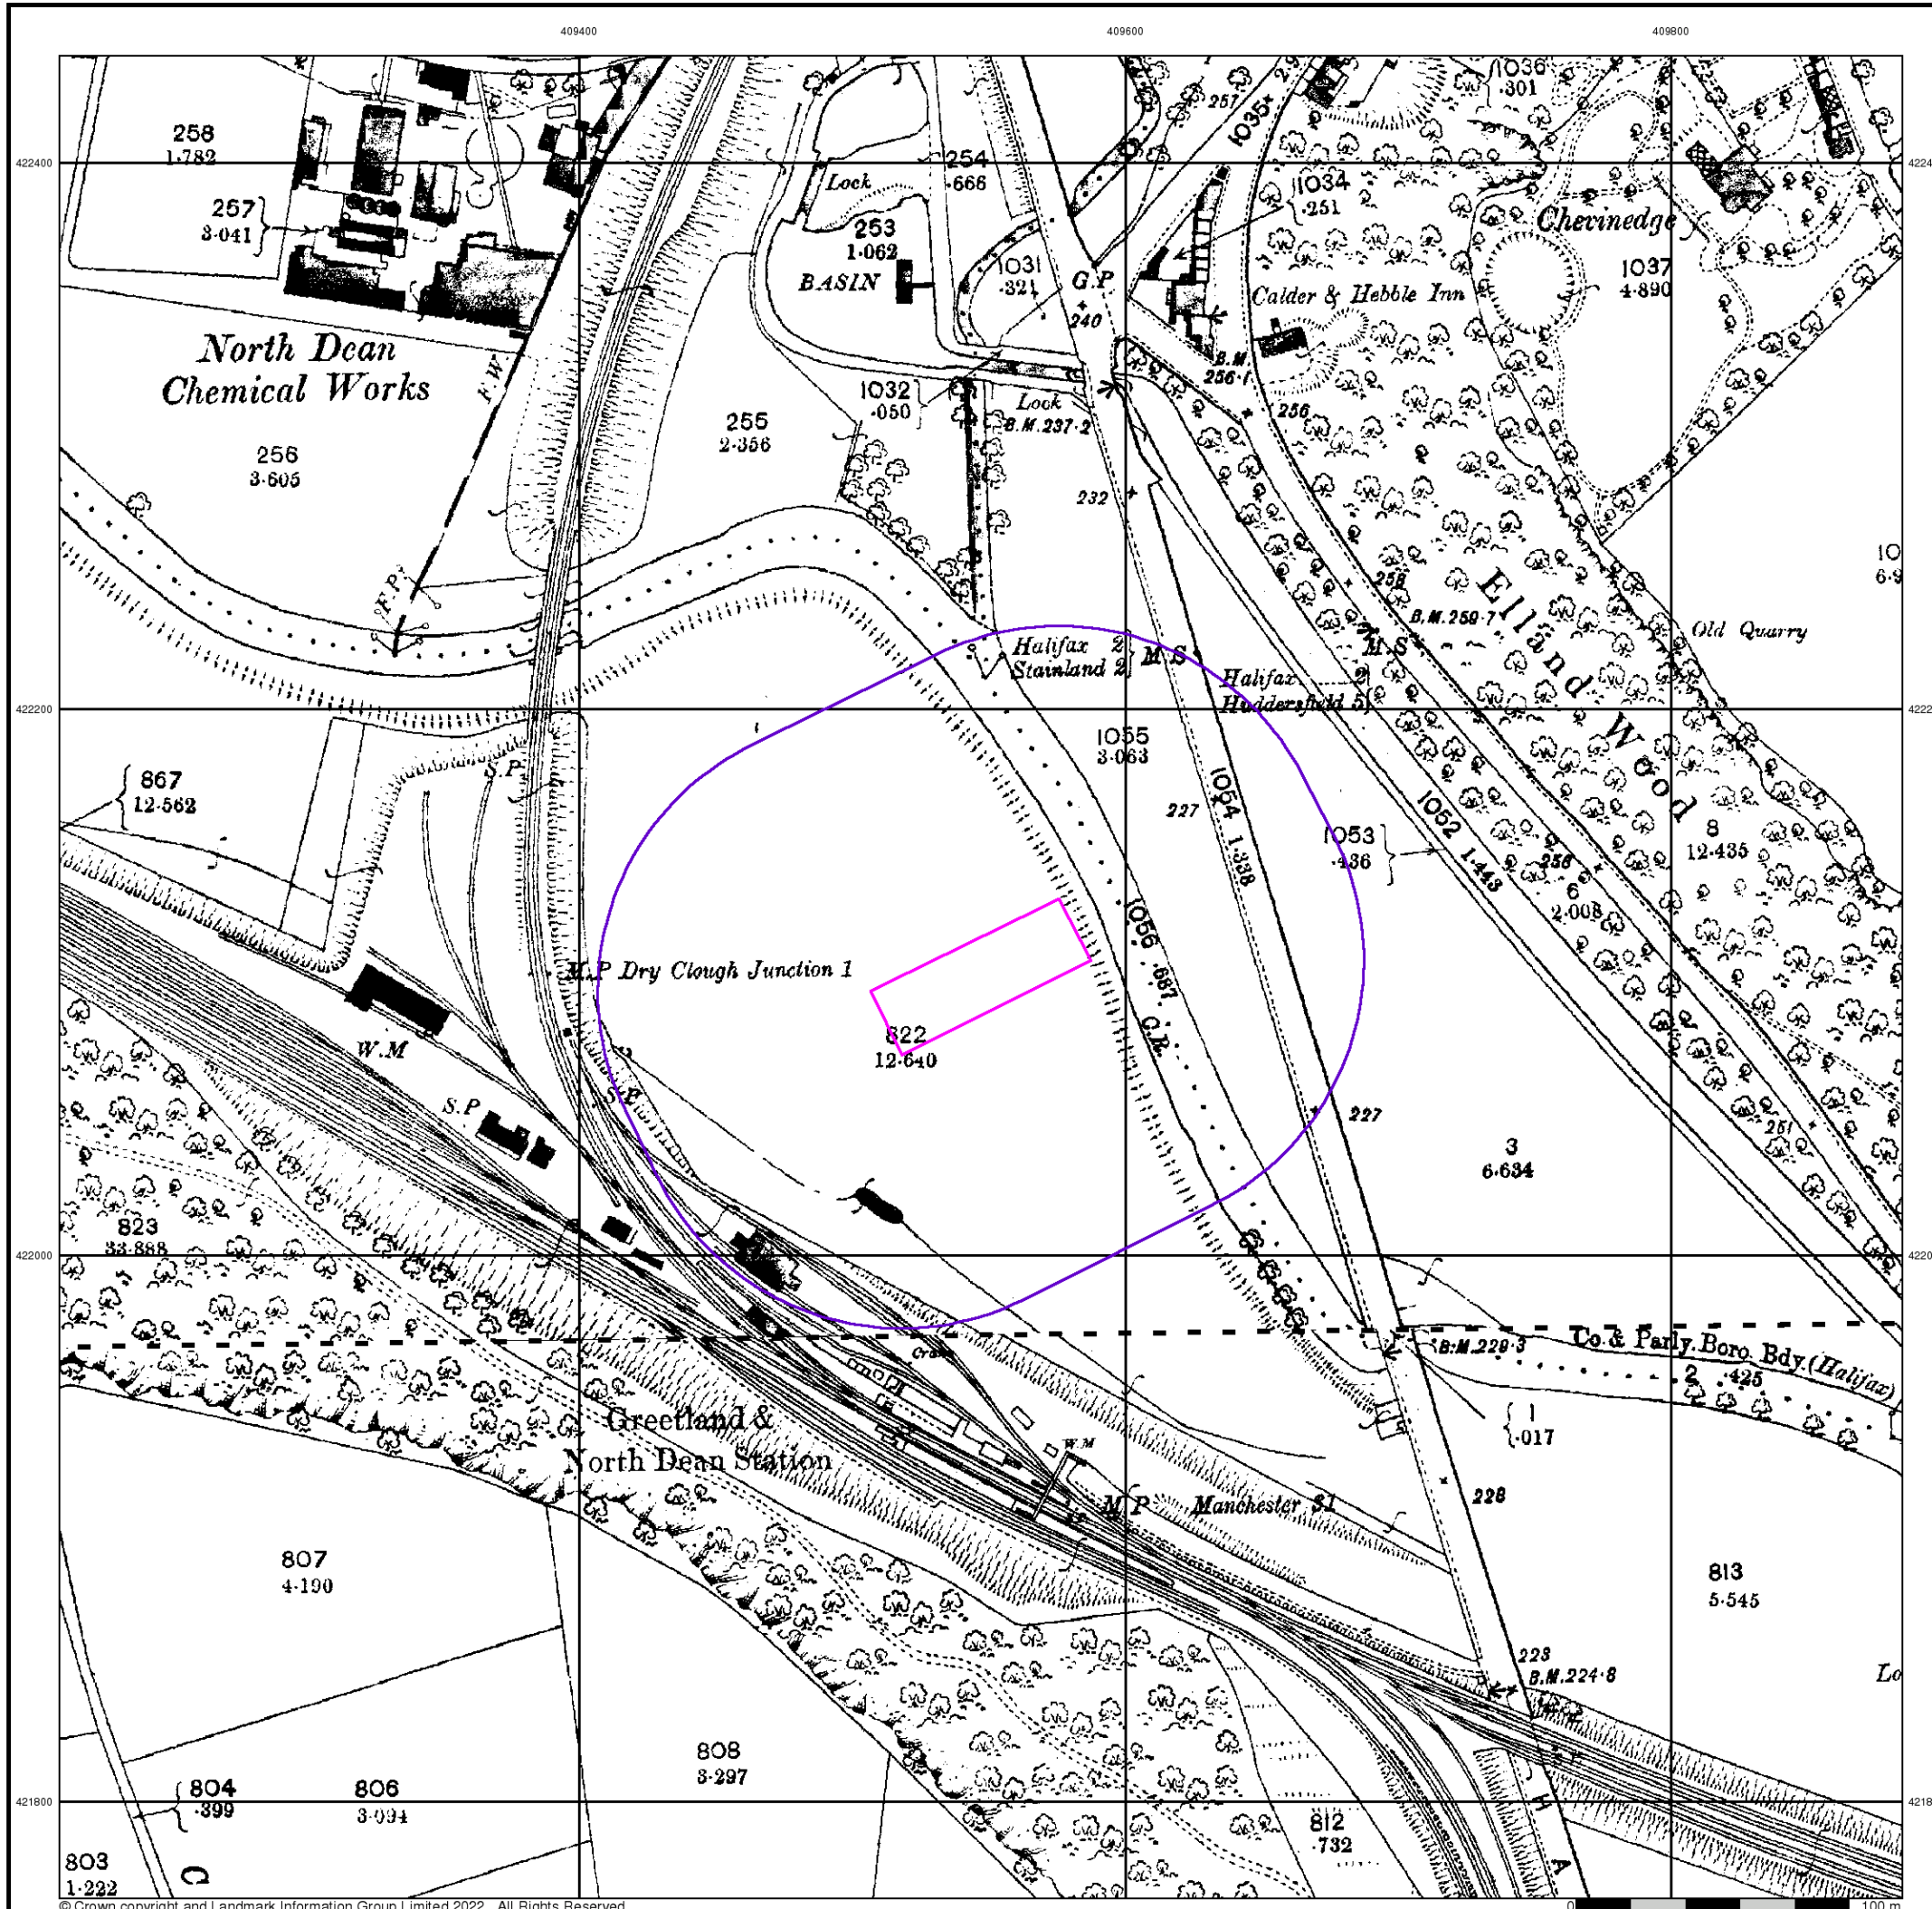 409400
409600
409800
258
1·782
257
3·041
North Dean
Chemical Works
256
3·605
F.W
F.P
422400
Lock
254
·666
253
1·062
BASIN
1031
·321
G.P
240
1032
·050
Lock
B.M.237·2
255
2·356
232
257
1035
1036
·301
1034
·251
Calder & Hebble Inn
B.M
256·1
256
Chevinedge
1037
4·890
258
B.M.259·7
M.S
Elland Wood
Old Quarry
Halifax 2
Stainland 2
M.S
Halifax 2
Huddersfield 5
422200
1055
3·063
227
1054 1·338
1053
·436
1052 1·443
256
6
2·008
8
12·435
867
12·562
S.P
M.P Dry Clough Junction 1
822
12·640
1056 ·687
C.R.
W.M
S.P
S.P
227
3
6·634
251
823
33·888
422000
Crane
B.M.229·3
Co. & Parly. Boro. Bdy. (Halifax)
2 ·425
1
·017
Greetland &
North Dean Station
W.M
M.P Manchester 31
228
807
4·190
813
5·545
223
B.M.224·8
Lo
808
3·297
804
·399
806
3·094
421800
812
·732
803
1·222
C
H
A
© Crown copyright and Landmark Information Group Limited 2022. All Rights Reserved.
0
100 m